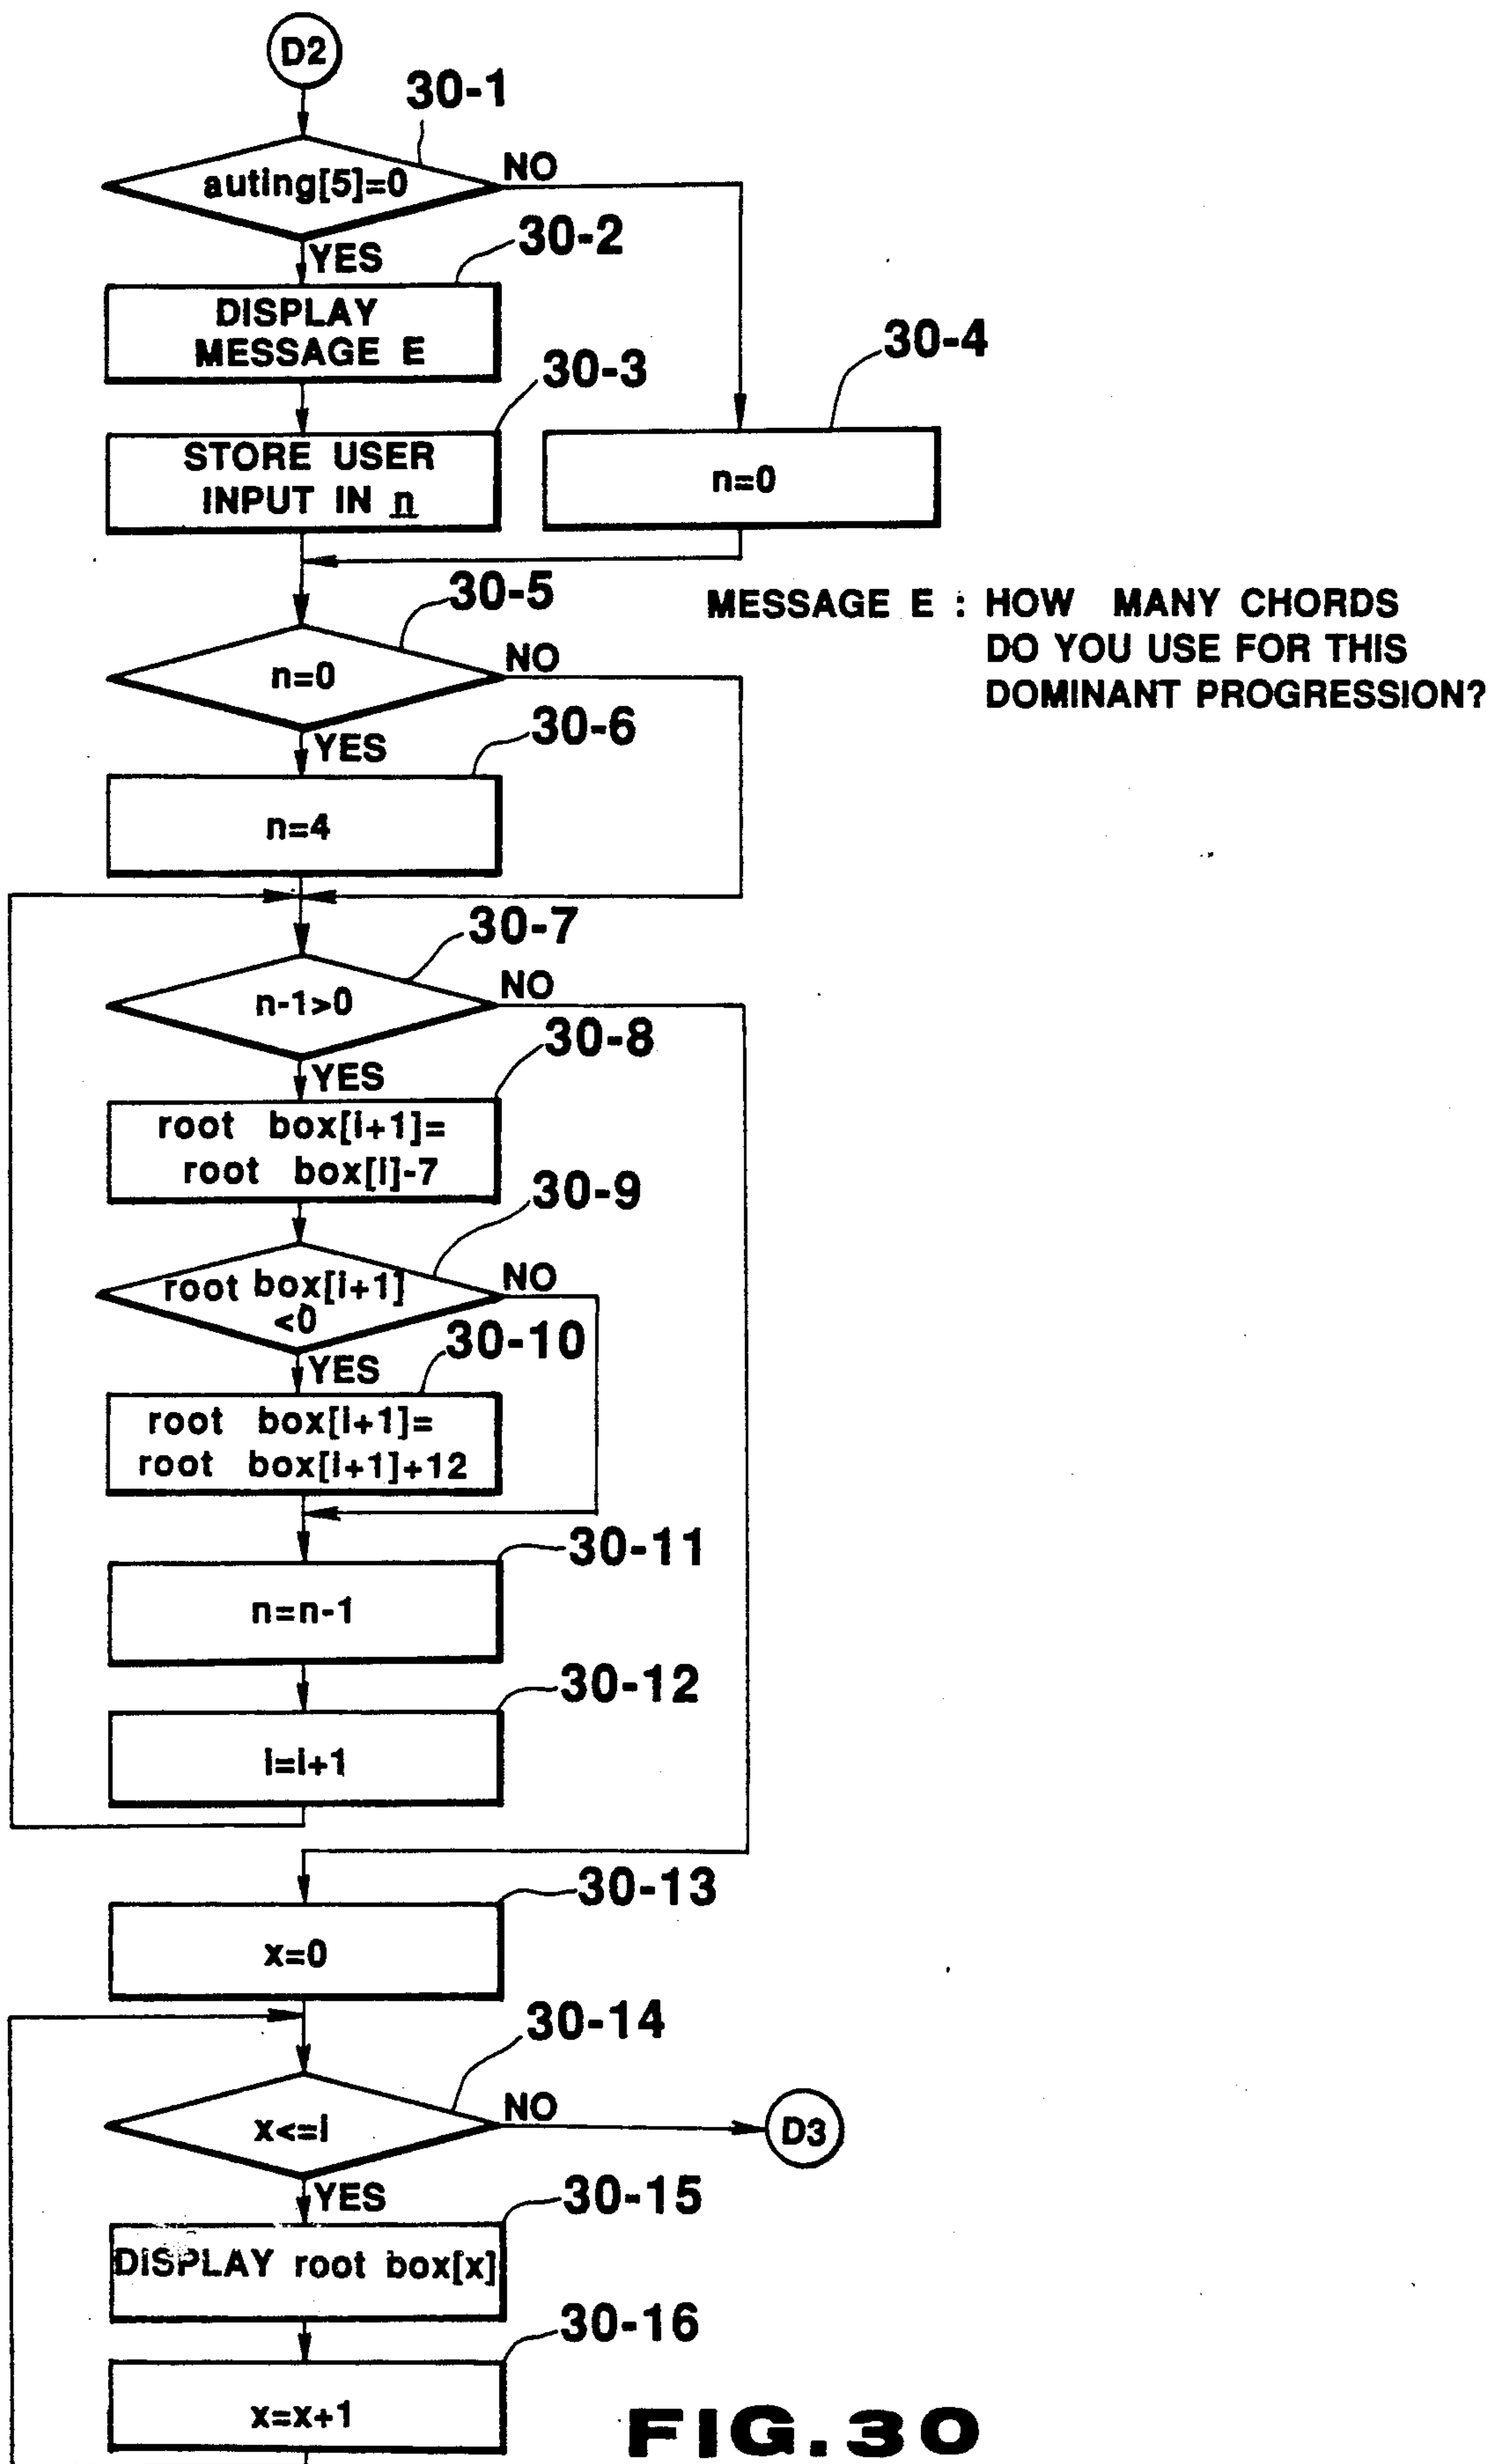 D2
30-1
auting[5]=0
NO
YES
30-2
DISPLAY
MESSAGE E
30-3
STORE USER
INPUT IN n
30-4
n=0
30-5
n=0
NO
YES
MESSAGE E : HOW MANY CHORDS
DO YOU USE FOR THIS
DOMINANT PROGRESSION?
30-6
n=4
30-7
n-1>0
NO
YES
30-8
root box[i+1]=
root box[i]-7
30-9
root box[i+1]
<0
NO
YES
30-10
root box[i+1]=
root box[i+1]+12
30-11
n=n-1
30-12
i=i+1
30-13
x=0
30-14
x<=i
NO
D3
YES
30-15
DISPLAY root box[x]
30-16
x=x+1
FIG.30